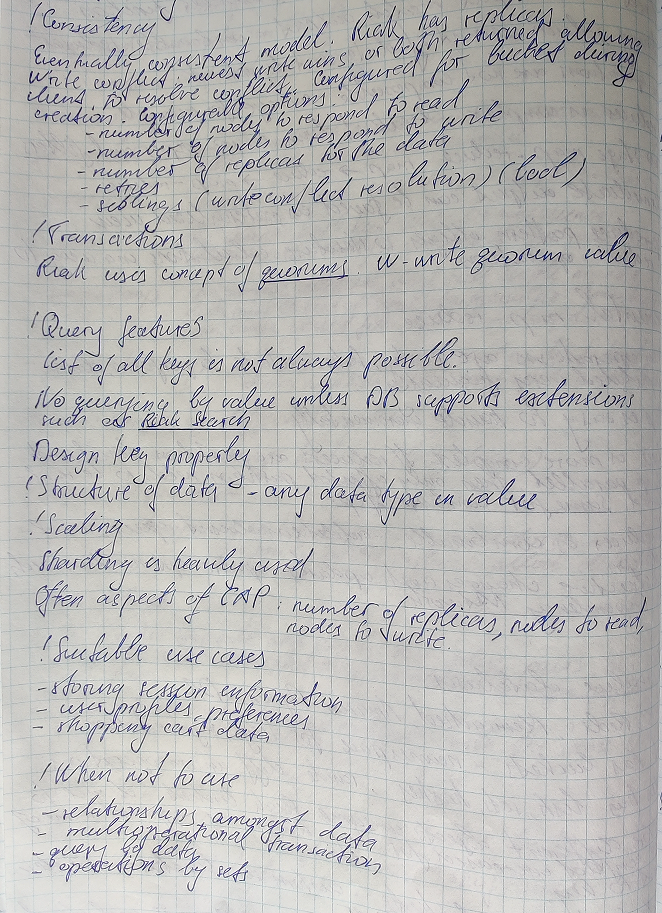 ! Consistency
Eventually consistent model. Riak has replicas.
Write conflict: newest write wins or both returned allowing
client to resolve conflicts. Configured for bucket during
creation. Configurable options:
- number of nodes to respond to read
- number of nodes to respond to write
- number of replicas for the data
- retries
- siblings (write conflict resolution) (bool)
! Transactions
Riak uses concept of quorums. W-write quorum value
! Query features
List of all keys is not always possible.
No querying by value unless DB supports extensions
such as Riak Search
Design key properly
! Structure of data - any data type in value
! Scaling
Sharding is heavily used
Often aspects of CAP: number of replicas, nodes to read,
nodes to write.
! Suitable use cases
- storing session information
- user profiles, preferences
- shopping cart data
! When not to use
- relationships amongst data
- multioperational transaction
- query by data
- operations by sets